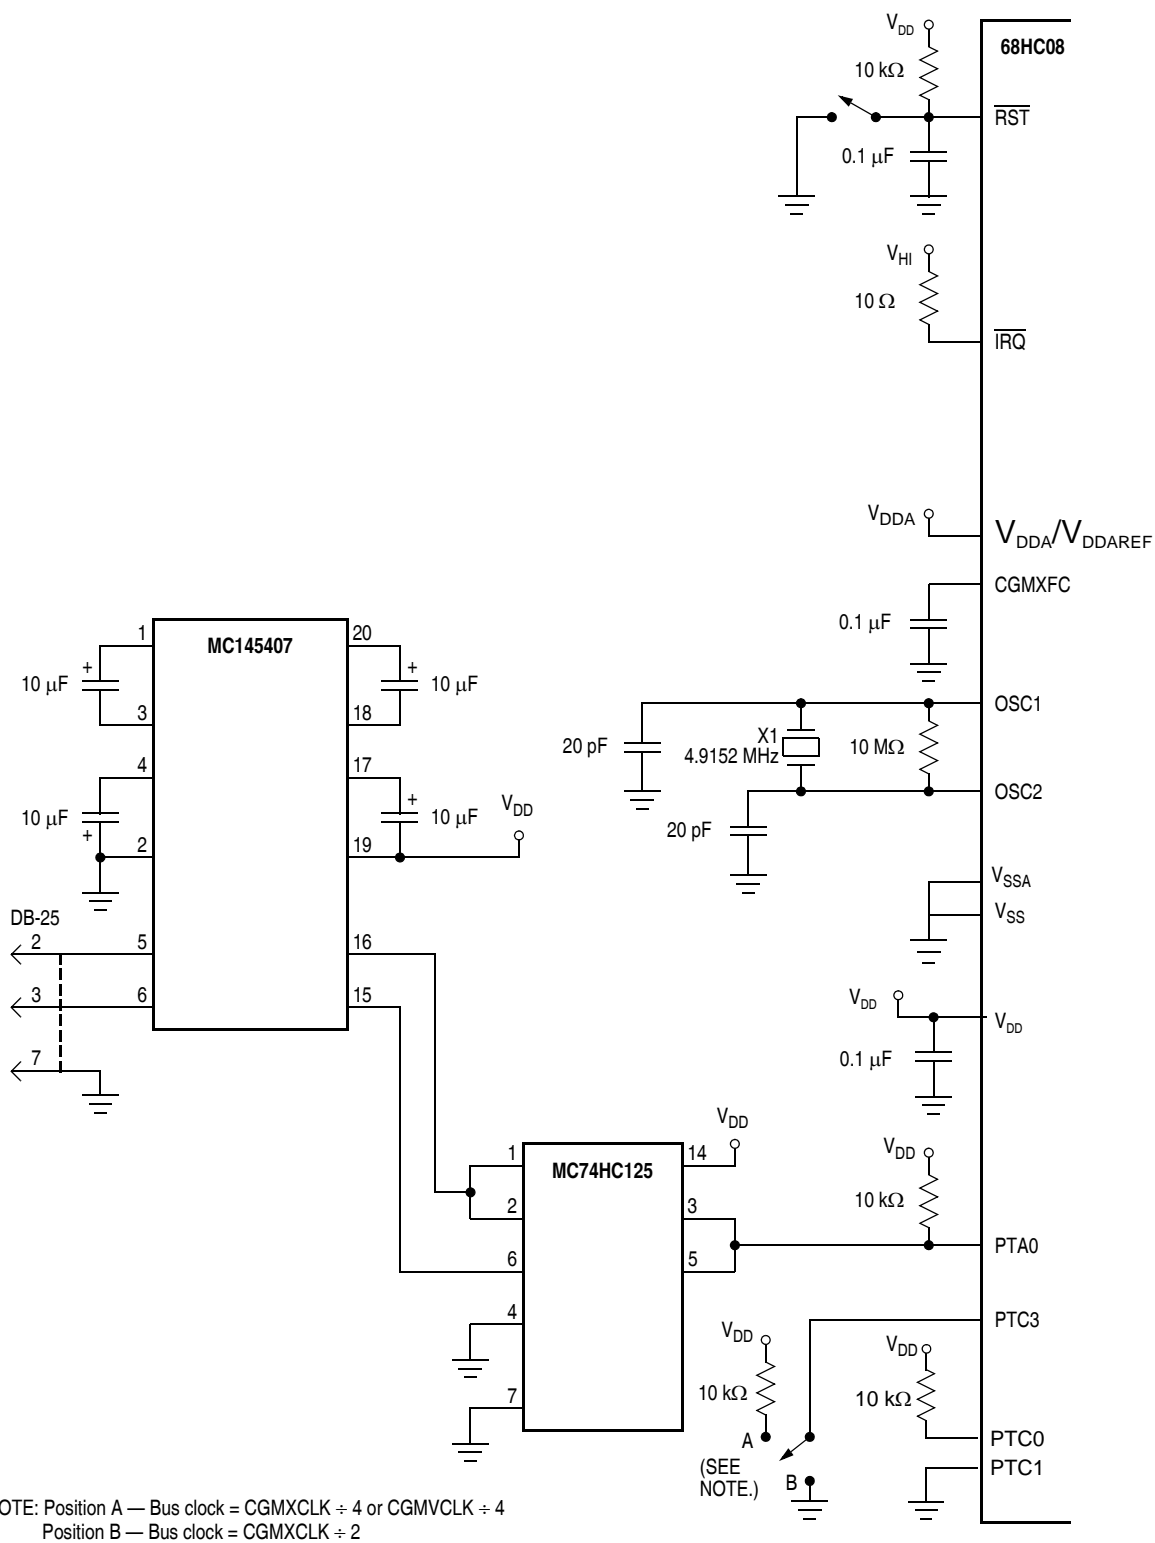 V_DD
68HC08
10 kΩ
RST
0.1 µF
V_HI
10 Ω
IRQ
V_DDA
V_DDA/V_DDAREF
CGMXFC
0.1 µF
MC145407
1
20
+
10 µF
+
10 µF
3
18
4
17
10 µF
+
+
10 µF
V_DD
2
19
OSC1
20 pF
X1
4.9152 MHz
10 MΩ
OSC2
20 pF
V_SSA
V_SS
DB-25
2
5
16
3
6
15
7
V_DD
V_DD
0.1 µF
V_DD
MC74HC125
1
14
2
3
6
5
4
7
V_DD
10 kΩ
PTA0
PTC3
V_DD
10 kΩ
A
(SEE
NOTE.)
B
V_DD
10 kΩ
PTC0
PTC1
OTE: Position A — Bus clock = CGMXCLK ÷ 4 or CGMVCLK ÷ 4
Position B — Bus clock = CGMXCLK ÷ 2